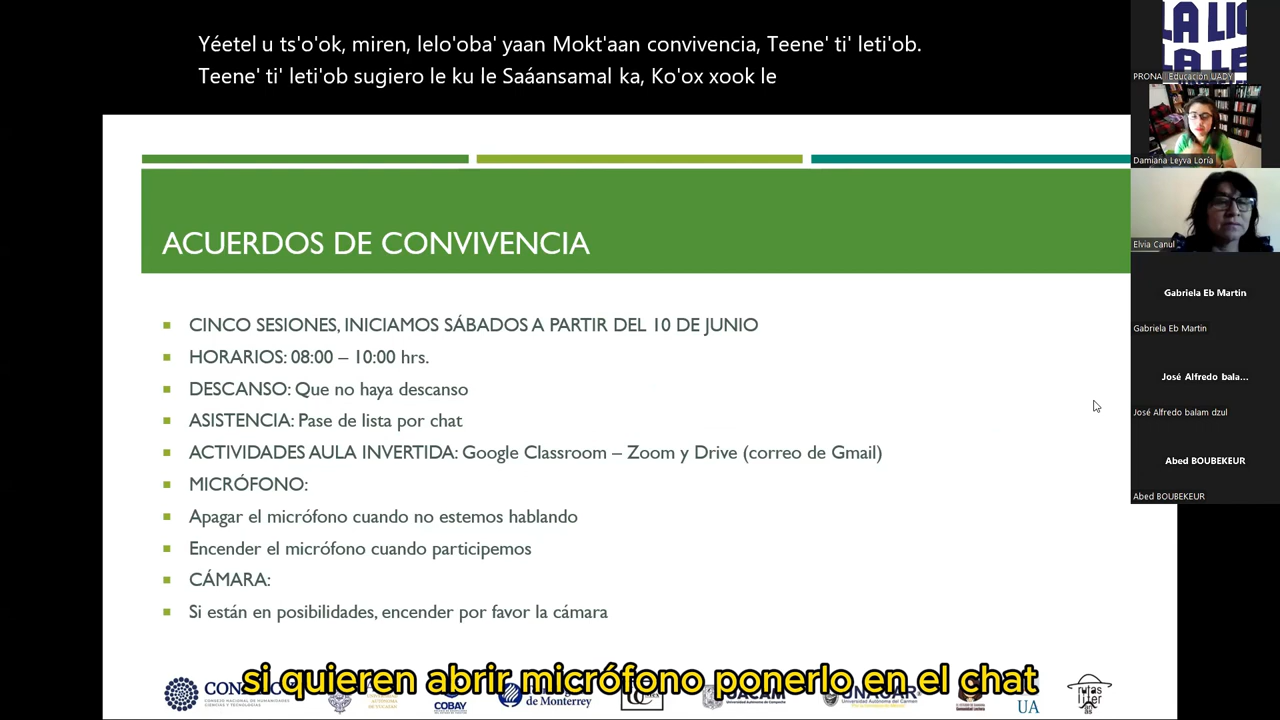 Yéetel u ts'o'ok, miren, lelo'oba' yaan Mokt'aan convivencia, Teene' ti' leti'ob.
Teene' ti' leti'ob sugiero le ku le Saáansamal ka, Ko'ox xook le
PRONA Educación UADY
Damiana Leyva Loría
Elvia Canul
Gabriela Eb Martin
Gabriela Eb Martin
José Alfredo bala...
José Alfredo balam dzul
Abed BOUBEKEUR
Abed BOUBEKEUR
ACUERDOS DE CONVIVENCIA
CINCO SESIONES, INICIAMOS SÁBADOS A PARTIR DEL 10 DE JUNIO
HORARIOS: 08:00 – 10:00 hrs.
DESCANSO: Que no haya descanso
ASISTENCIA: Pase de lista por chat
ACTIVIDADES AULA INVERTIDA: Google Classroom – Zoom y Drive (correo de Gmail)
MICRÓFONO:
Apagar el micrófono cuando no estemos hablando
Encender el micrófono cuando participemos
CÁMARA:
Si están en posibilidades, encender por favor la cámara
si quieren abrir micrófono ponerlo en el chat
COBAY
de Monterrey
UACAM
UNACAR
UA